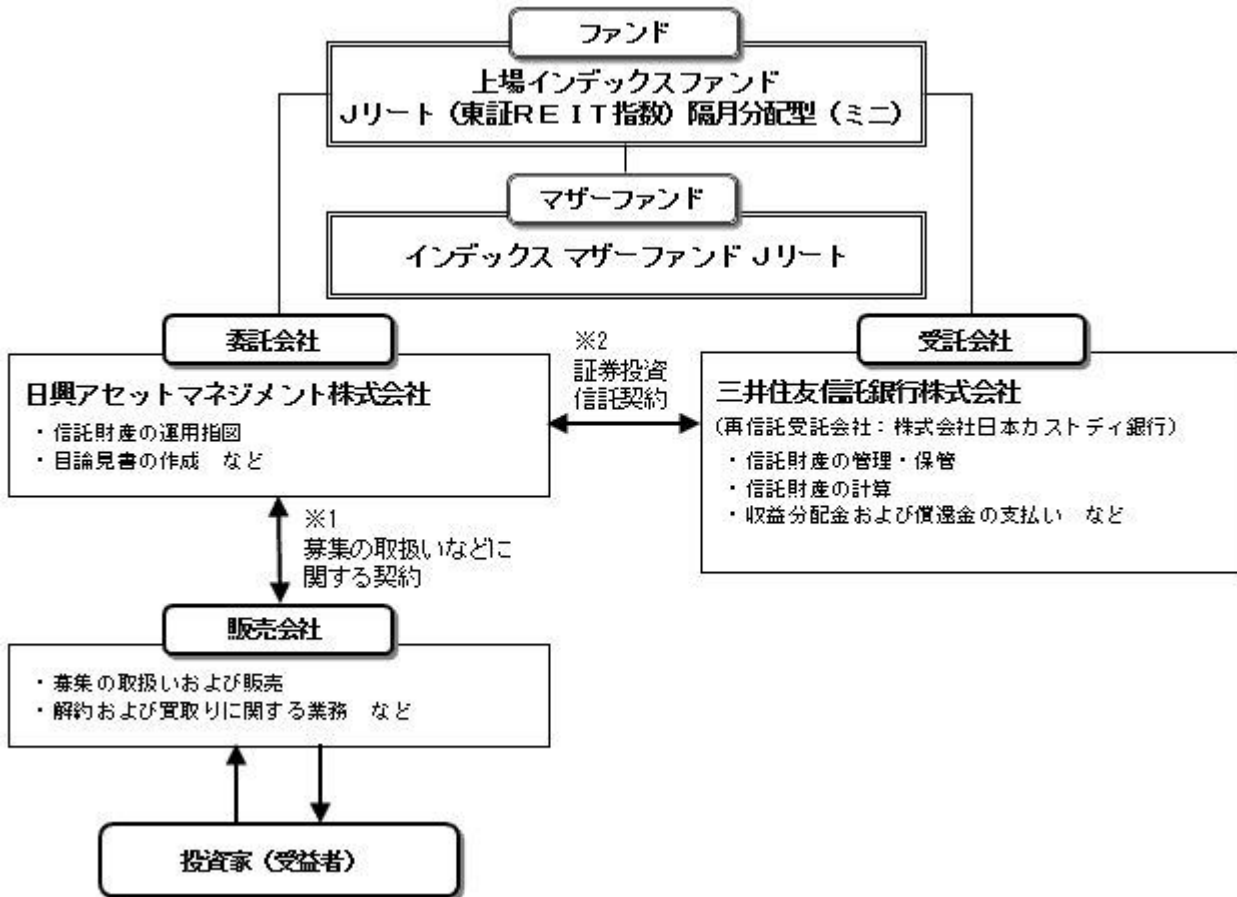 ファンド
上場インデックスファンド
Jリート（東証REIT指数）隔月分配型（ミニ）
マザーファンド
インデックス マザーファンド Jリート
委託会社
日興アセットマネジメント株式会社
・信託財産の運用指図
・目論見書の作成　など
※2
証券投資
信託契約
受託会社
三井住友信託銀行株式会社
（再信託受託会社：株式会社日本カストディ銀行）
・信託財産の管理・保管
・信託財産の計算
・収益分配金および償還金の支払い　など
※1
募集の取扱いなどに
関する契約
販売会社
・募集の取扱いおよび販売
・解約および買取りに関する業務　など
投資家（受益者）